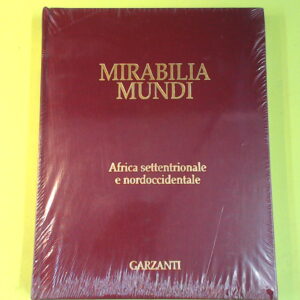 MIRABILIA
MUNDI
Africa settentrionale
e nordoccidentale
GARZANTI